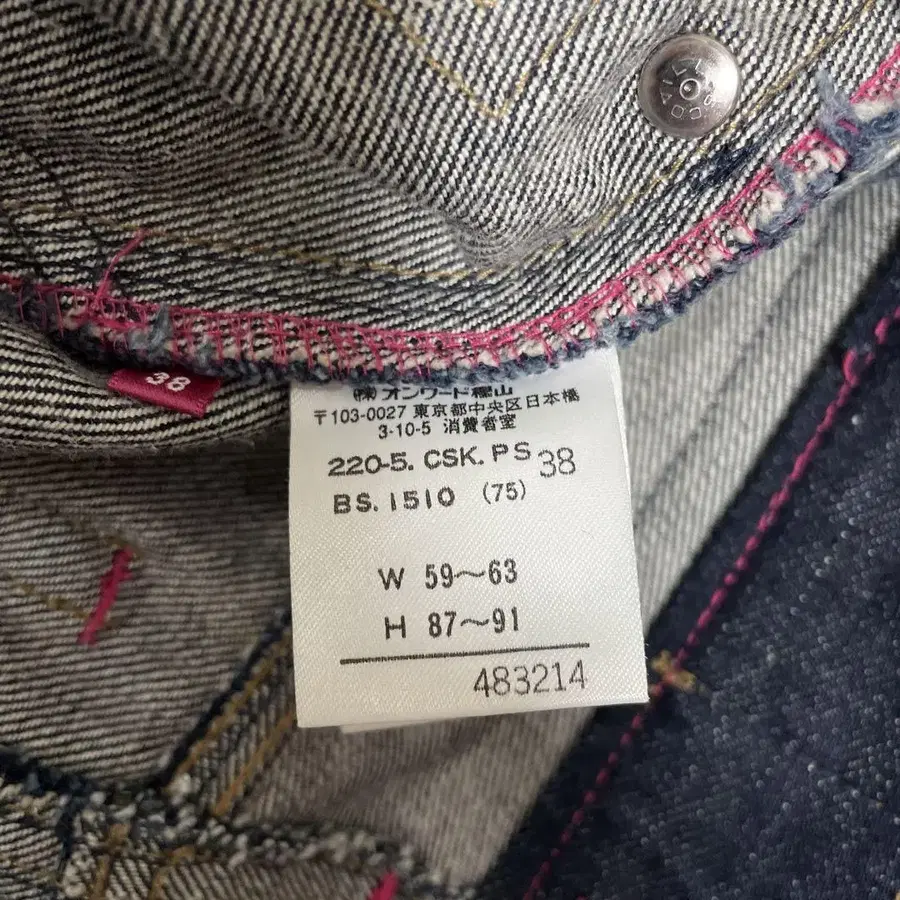 38
㈱オンワード樫山
〒103-0027 東京都中央区日本橋
3-10-5 消費者室
220-5. CSK. PS 38
BS. 1510 (75)
W 59～63
H 87～91
483214